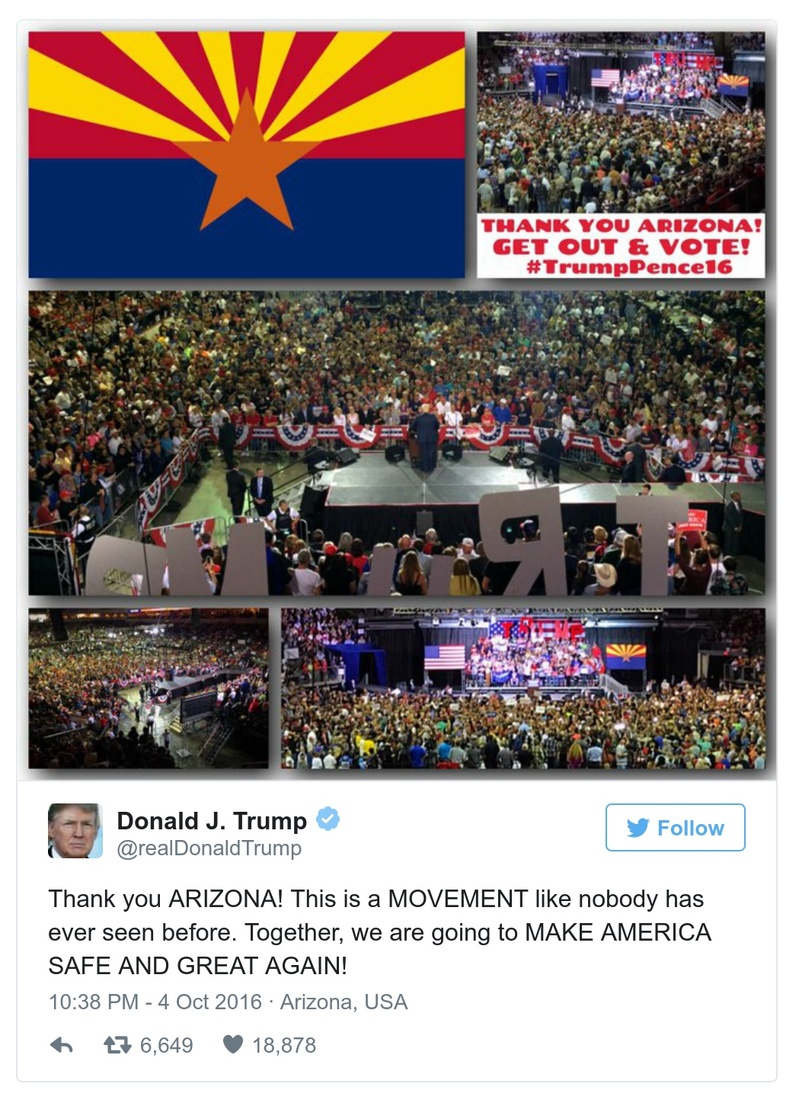 TRUMP
THANK YOU ARIZONA!
GET OUT & VOTE!
#TrumpPence16
TRUMP
Donald J. Trump
@realDonaldTrump
Follow
Thank you ARIZONA! This is a MOVEMENT like nobody has
ever seen before. Together, we are going to MAKE AMERICA
SAFE AND GREAT AGAIN!
10:38 PM - 4 Oct 2016 · Arizona, USA
6,649 18,878